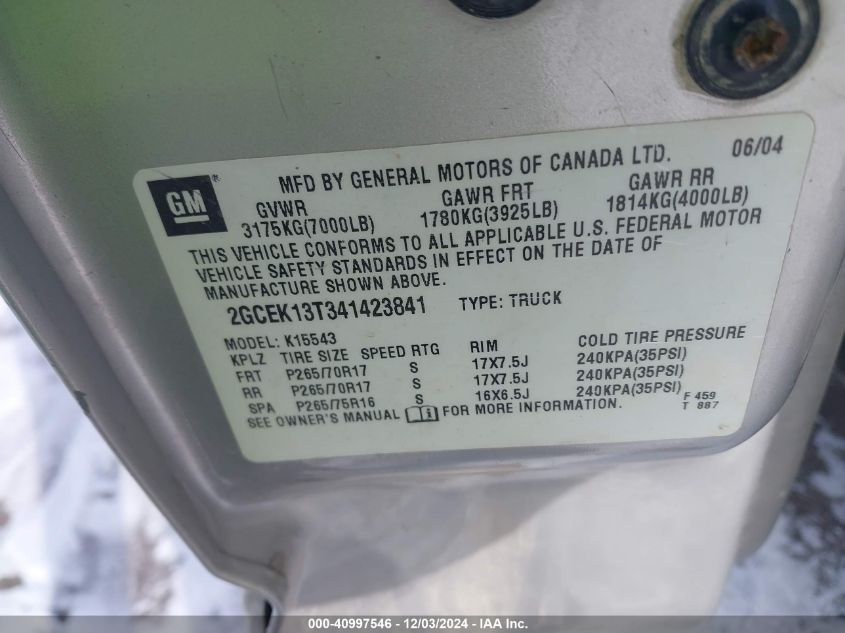 GM ®
MFD BY GENERAL MOTORS OF CANADA LTD. 06/04
GVWR GAWR FRT GAWR RR
3175KG(7000LB) 1780KG(3925LB) 1814KG(4000LB)
THIS VEHICLE CONFORMS TO ALL APPLICABLE U.S. FEDERAL MOTOR
VEHICLE SAFETY STANDARDS IN EFFECT ON THE DATE OF
MANUFACTURE SHOWN ABOVE.
2GCEK13T341423841 TYPE: TRUCK
MODEL: K15543
KPLZ TIRE SIZE SPEED RTG RIM COLD TIRE PRESSURE
FRT P265/70R17 S 17X7.5J 240KPA(35PSI)
RR P265/70R17 S 17X7.5J 240KPA(35PSI)
SPA P265/75R16 S 16X6.5J 240KPA(35PSI) F 459
SEE OWNER'S MANUAL i FOR MORE INFORMATION. T 887
000-40997546 - 12/03/2024 - IAA Inc.